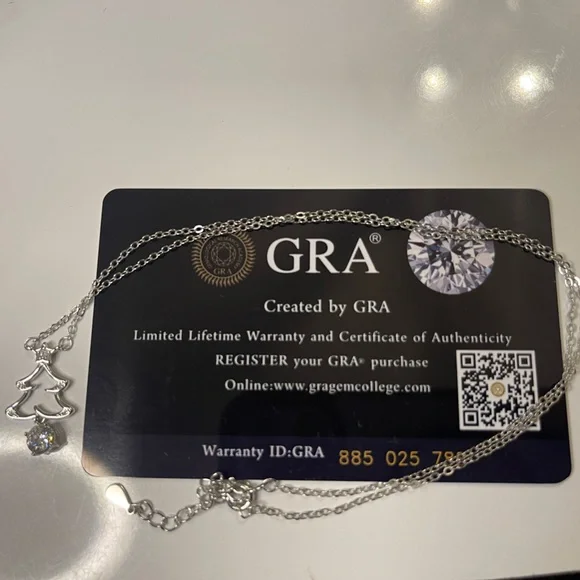 GRA®
GRA
Created by GRA
Limited Lifetime Warranty and Certificate of Authenticity
REGISTER your GRA® purchase
Online:www.gragemcollege.com
Warranty ID:GRA 885 025